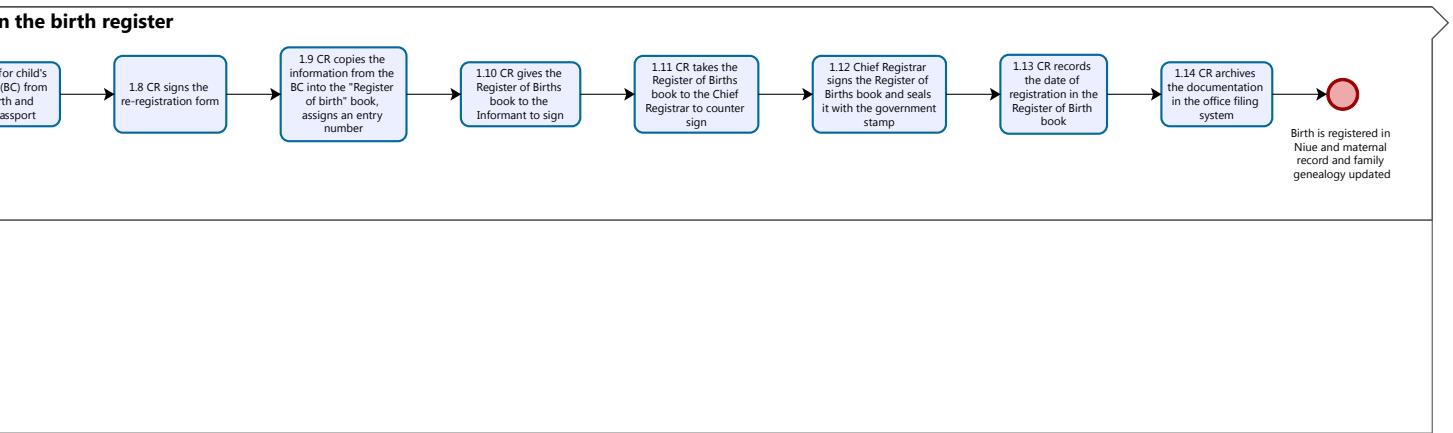 n the birth register
for child's
(BC) from
rth and
assport
1.8 CR signs the
re-registration form
1.9 CR copies the
information from the
BC into the "Register
of birth" book,
assigns an entry
number
1.10 CR gives the
Register of Births
book to the
Informant to sign
1.11 CR takes the
Register of Births
book to the Chief
Registrar to counter
sign
1.12 Chief Registrar
signs the Register of
Births book and seals
it with the government
stamp
1.13 CR records
the date of
registration in the
Register of Birth
book
1.14 CR archives
the documentation
in the office filing
system
Birth is registered in
Niue and maternal
record and family
genealogy updated